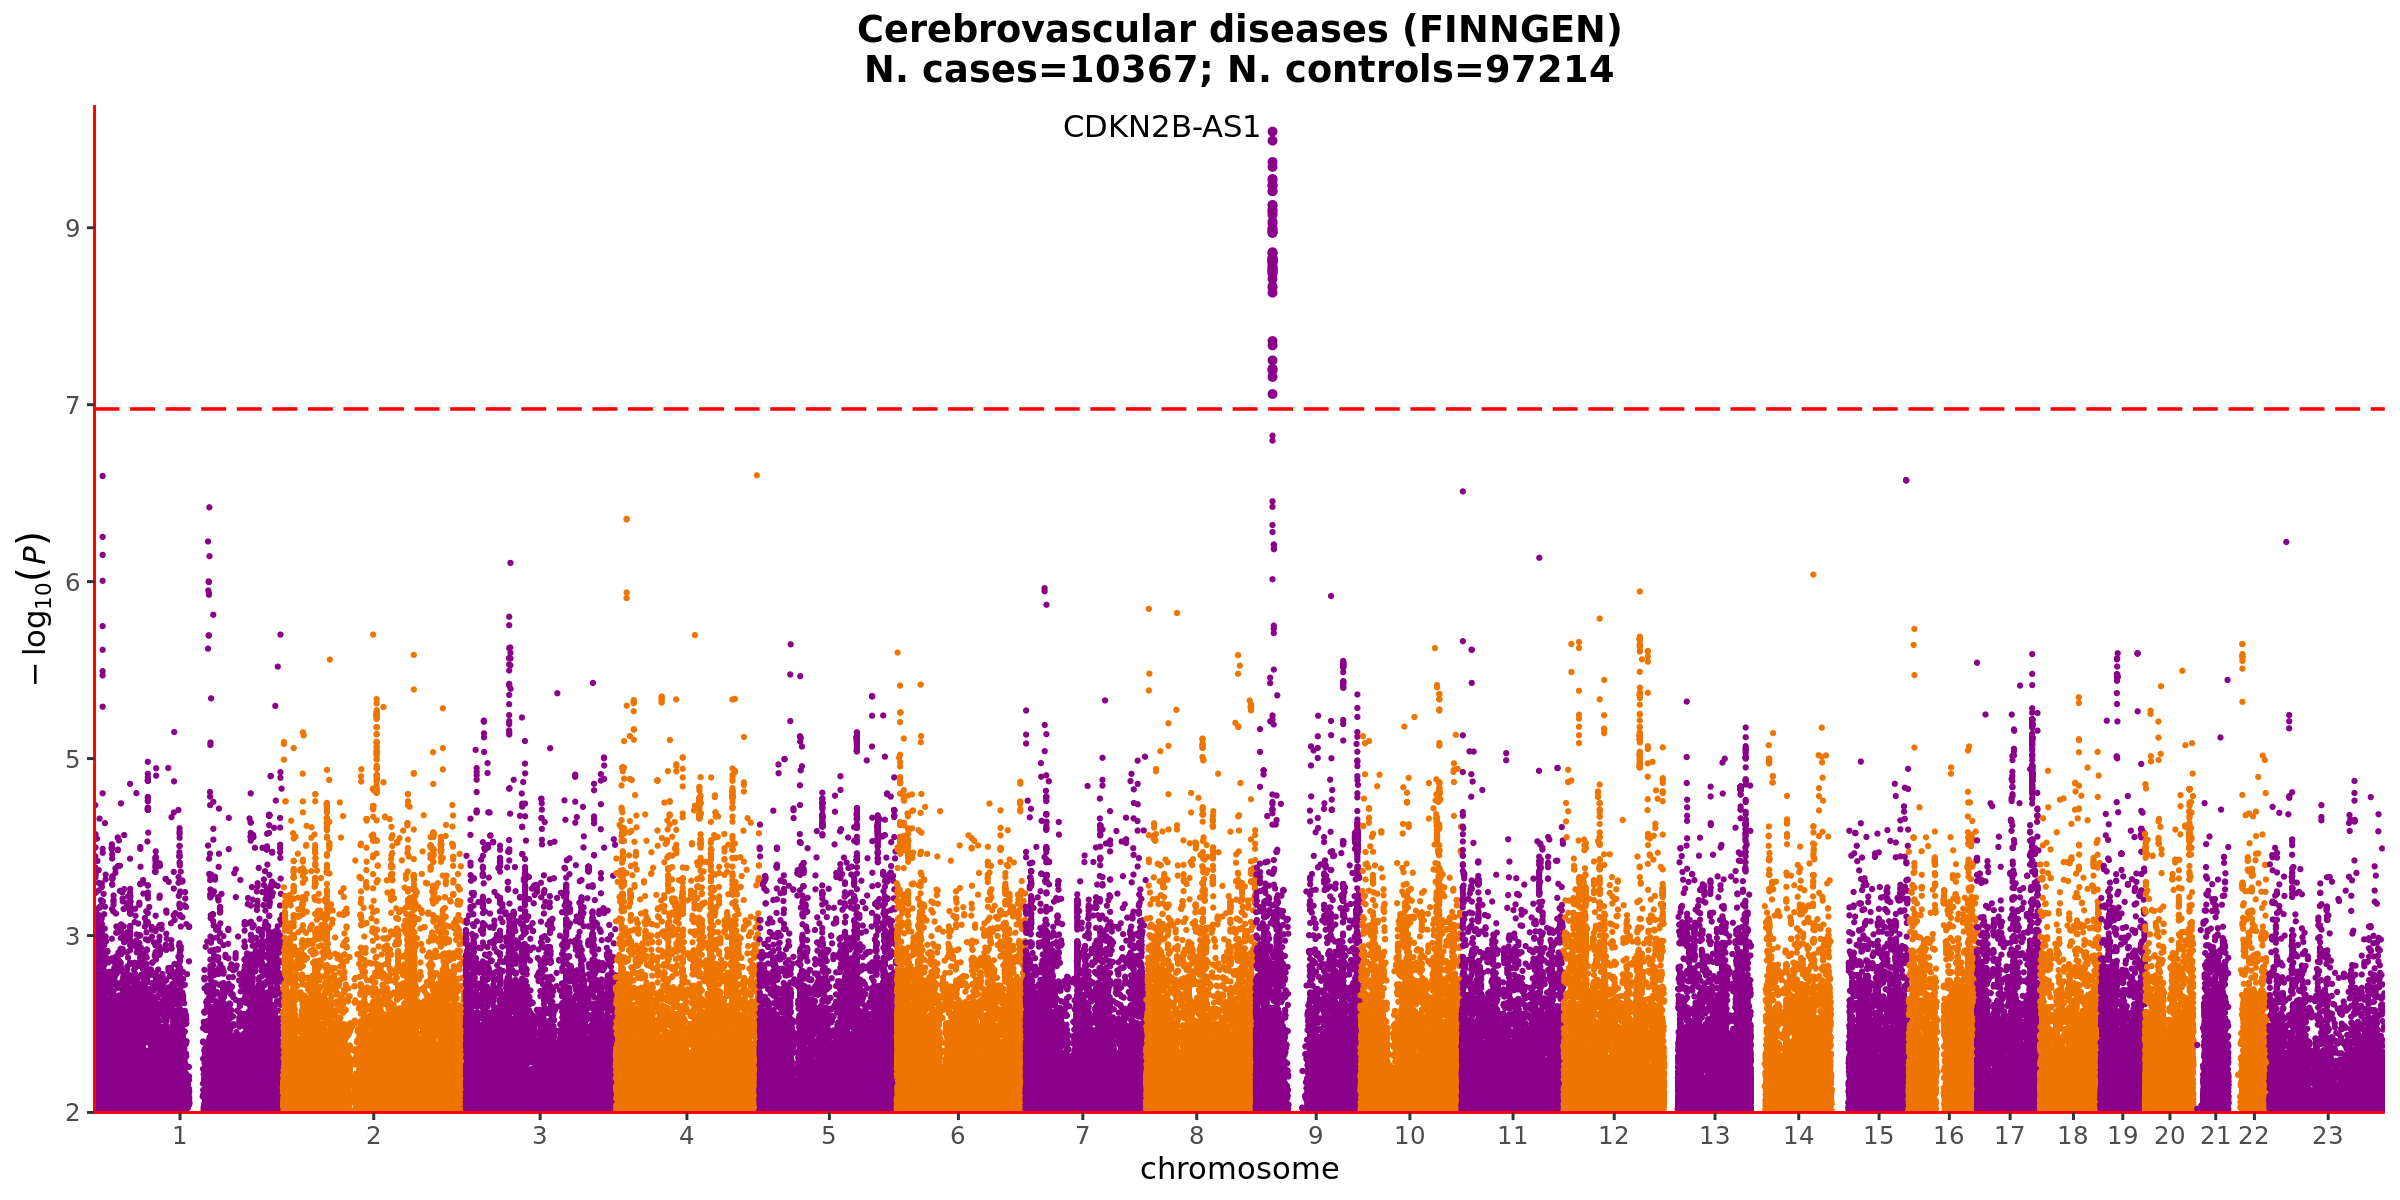 Cerebrovascular diseases (FINNGEN)
N. cases=10367; N. controls=97214
CDKN2B-AS1
9
7
6
5
3
2
− log₁₀(P)
1 2 3 4 5 6 7 8 9 10 11 12 13 14 15 16 17 18 19 20 21 22 23
chromosome